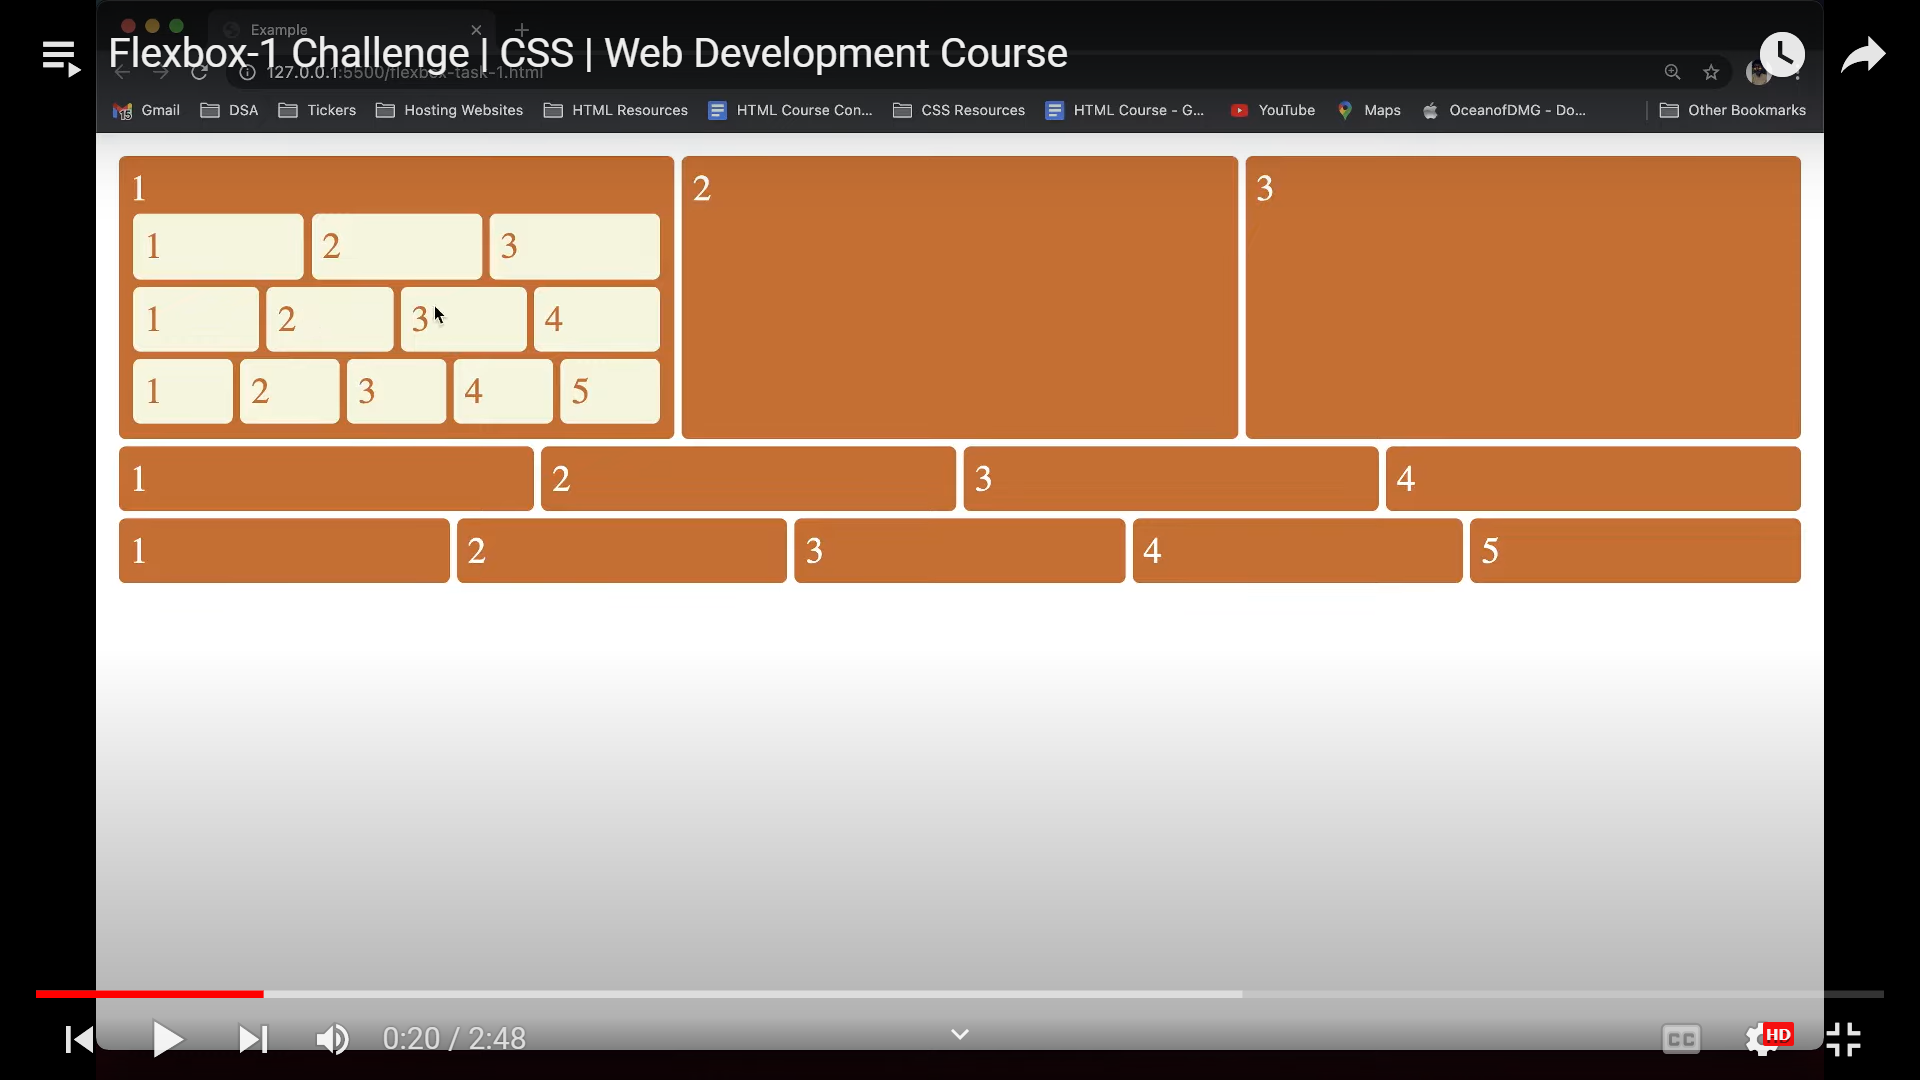 Example
Flexbox-1 Challenge | CSS | Web Development Course
127.0.0.1:5500/flexbox-task-1.html
15 Gmail DSA Tickers Hosting Websites HTML Resources HTML Course Con... CSS Resources HTML Course - G... YouTube Maps OceanofDMG - Do... Other Bookmarks
1 2 3
1 2 3
1 2 3 4
1 2 3 4 5
1 2 3 4
1 2 3 4 5
0:20 / 2:48 CC HD